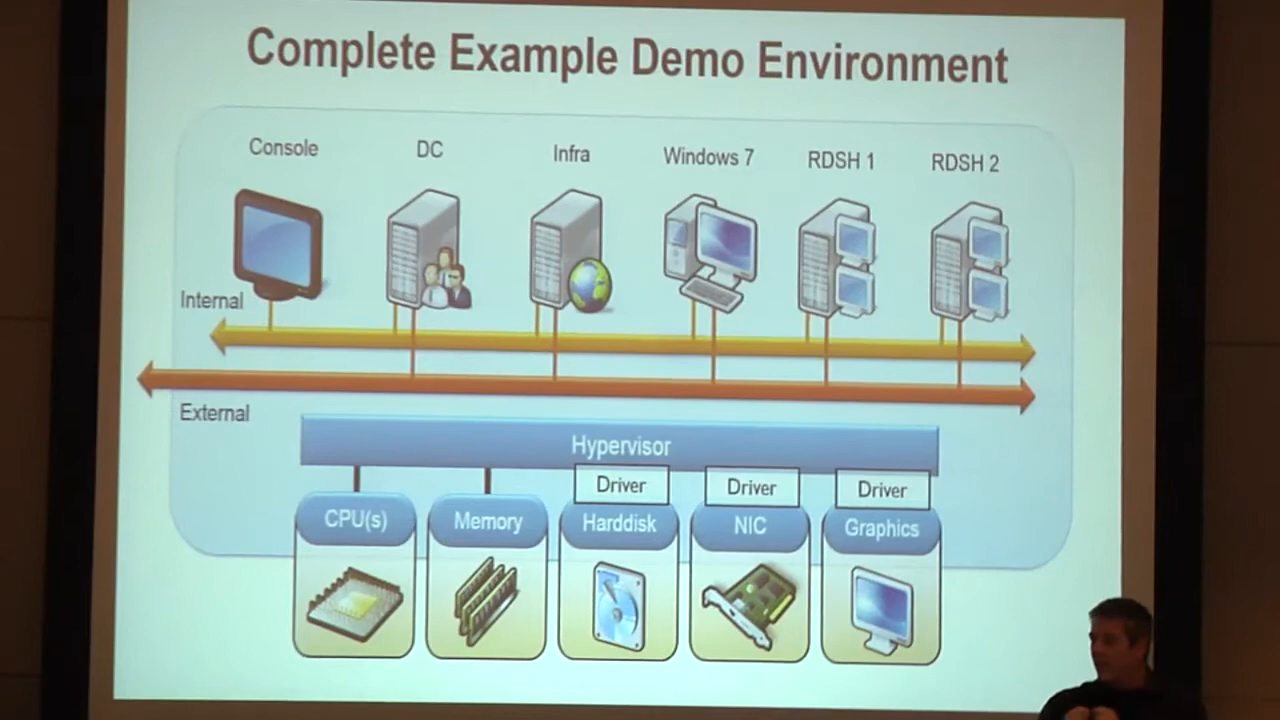 Complete Example Demo Environment
Console
DC
Infra
Windows 7
RDSH 1
RDSH 2
Internal
External
Hypervisor
Driver
Driver
Driver
CPU(s)
Memory
Harddisk
NIC
Graphics